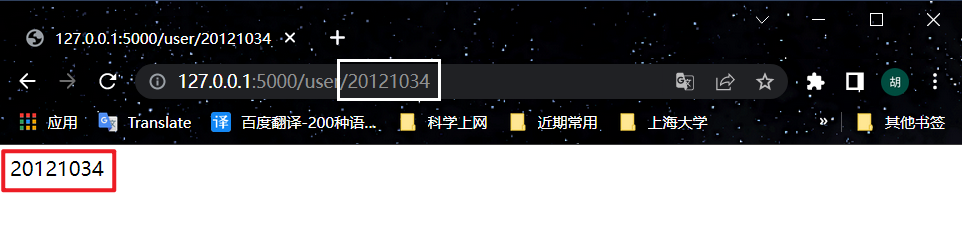 127.0.0.1:5000/user/20121034
127.0.0.1:5000/user/20121034 胡
应用 Translate 译 百度翻译-200种语... 科学上网 近期常用 上海大学 » 其他书签
20121034